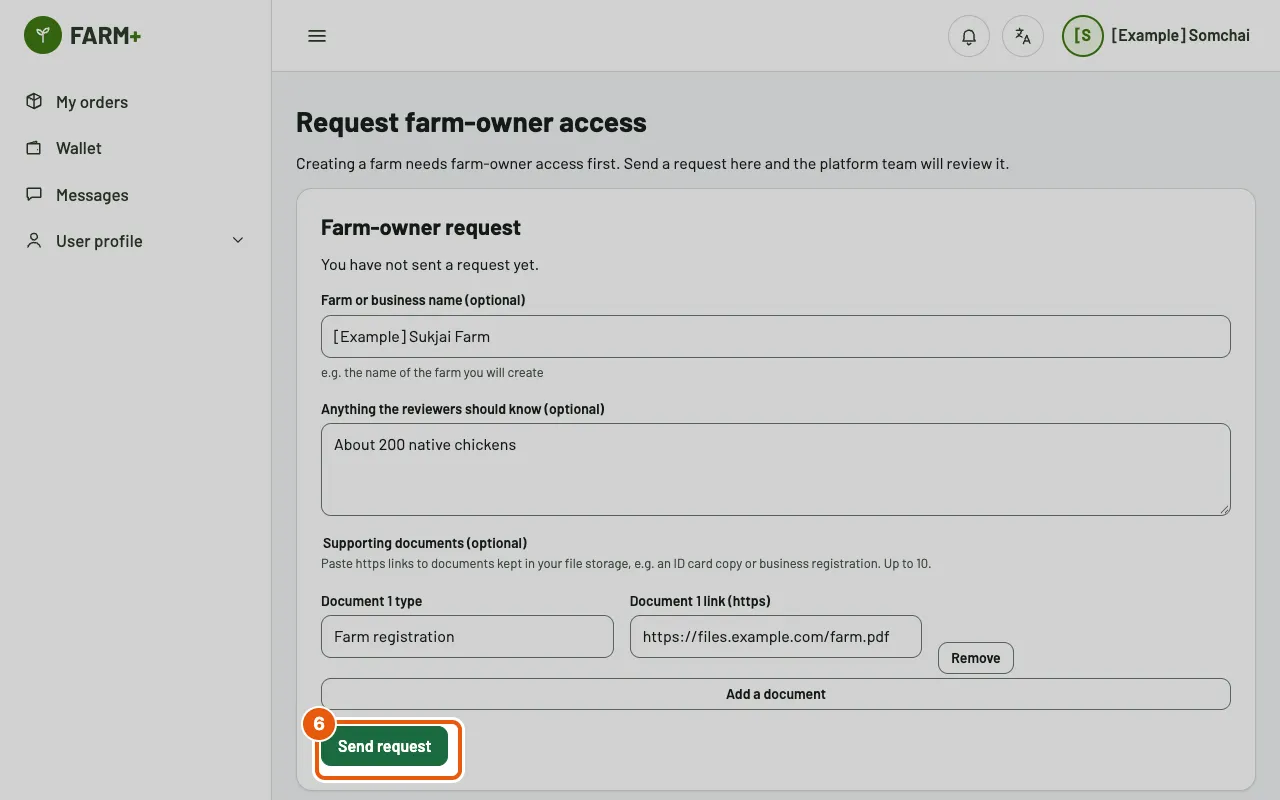 FARM+
[S
[Example] Somchai
My orders
Wallet
Messages
User profile
Request farm-owner access
Creating a farm needs farm-owner access first. Send a request here and the platform team will review it.
Farm-owner request
You have not sent a request yet.
Farm or business name (optional)
[Example] Sukjai Farm
e.g. the name of the farm you will create
Anything the reviewers should know (optional)
About 200 native chickens
Supporting documents (optional)
Paste https links to documents kept in your file storage, e.g. an ID card copy or business registration. Up to 10.
Document 1 type
Document 1 link (https)
Farm registration
https://files.example.com/farm.pdf
Remove
Add a document
6
Send request